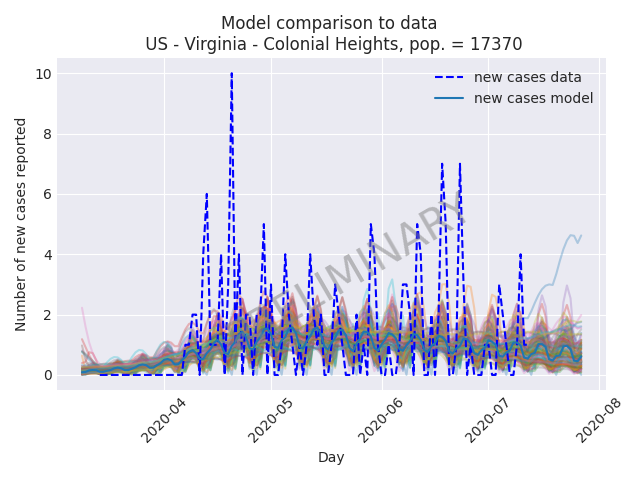 Model comparison to data
US - Virginia - Colonial Heights, pop. = 17370
new cases data
new cases model
PRELIMINARY
Number of new cases reported
10
8
6
4
2
0
2020-04
2020-05
2020-06
2020-07
2020-08
Day